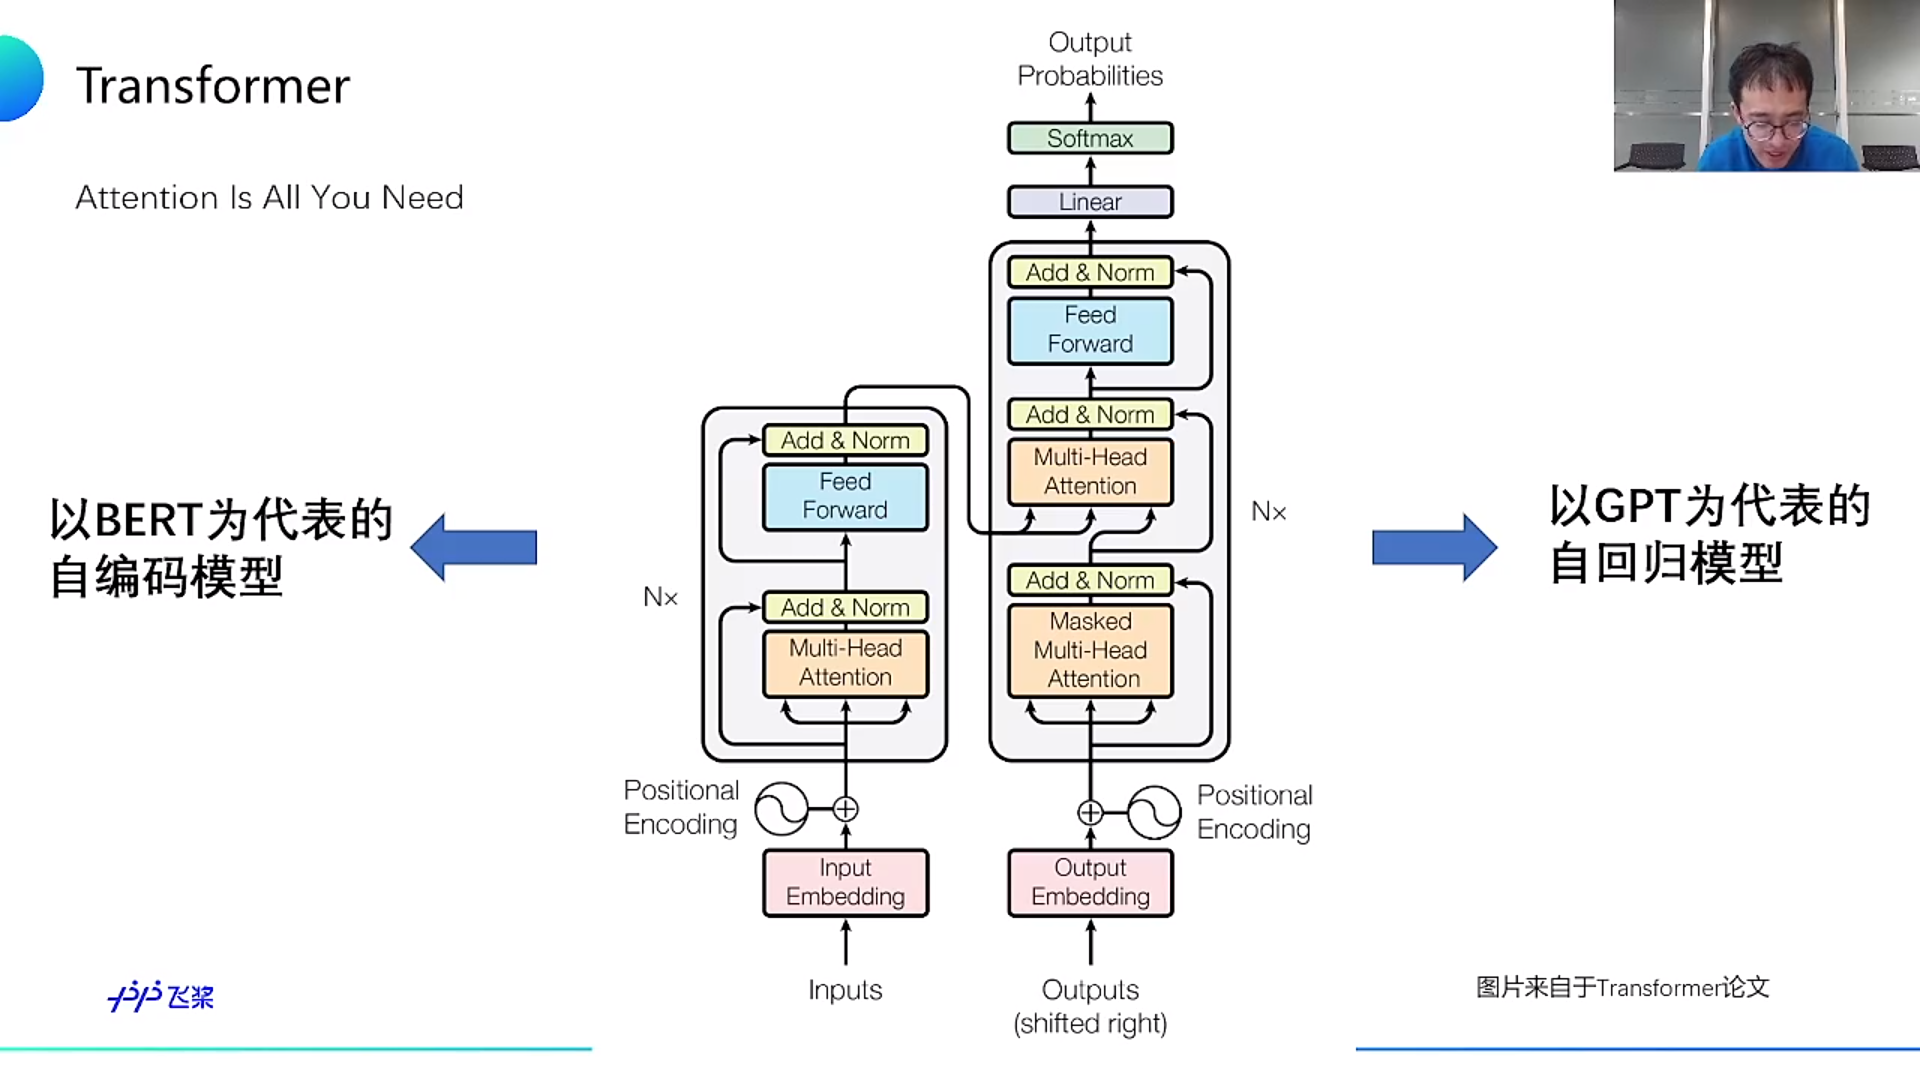 Transformer
Attention Is All You Need
Output
Probabilities
Softmax
Linear
Add & Norm
Feed
Forward
Add & Norm
Multi-Head
Attention
Add & Norm
Masked
Multi-Head
Attention
N×
Add & Norm
Feed
Forward
Add & Norm
Multi-Head
Attention
N×
以BERT为代表的
自编码模型
以GPT为代表的
自回归模型
Positional
Encoding
Positional
Encoding
Input
Embedding
Output
Embedding
Inputs
Outputs
(shifted right)
飞桨
图片来自于Transformer论文